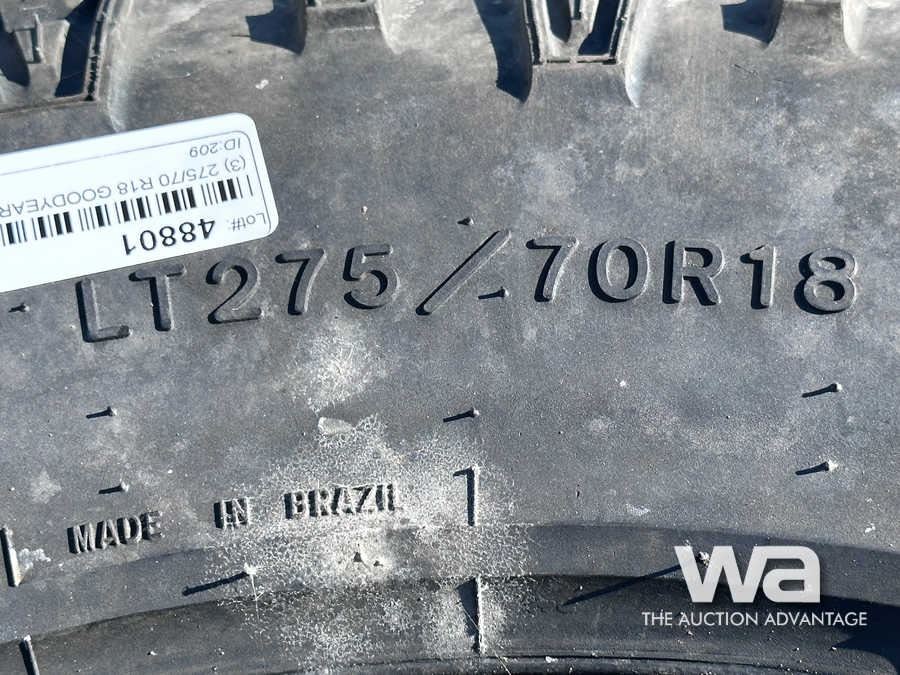 Lot#: 48801
(3) 275/70 R18 GOODYEAR
ID:209
LT275/70R18
MADE IN BRAZIL
wa
THE AUCTION ADVANTAGE